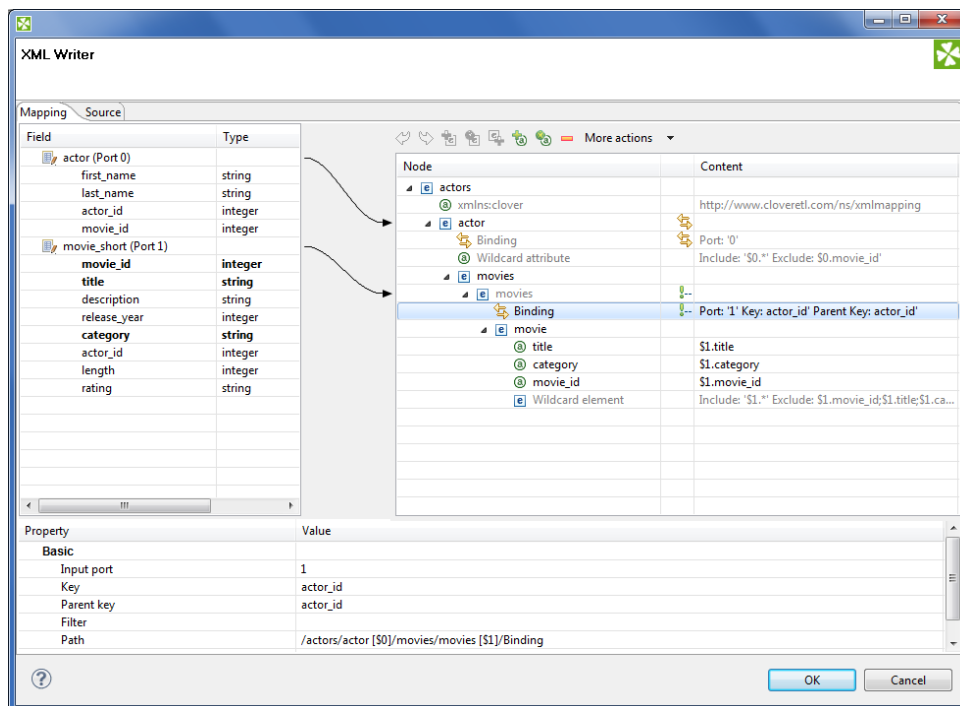 XML Writer
Mapping Source
Field Type
actor (Port 0)
first_name string
last_name string
actor_id integer
movie_id integer
movie_short (Port 1)
movie_id integer
title string
description string
release_year integer
category string
actor_id integer
length integer
rating string
More actions
Node Content
actors
xmlns:clover http://www.cloveretl.com/ns/xmlmapping
actor
Binding Port: '0'
Wildcard attribute Include: '$0.*' Exclude: $0.movie_id'
movies
movies
Binding Port: '1' Key: actor_id' Parent Key: actor_id'
movie
title $1.title
category $1.category
movie_id $1.movie_id
Wildcard element Include: '$1.*' Exclude: $1.movie_id;$1.title;$1.ca...
Property Value
Basic
Input port 1
Key actor_id
Parent key actor_id
Filter
Path /actors/actor [$0]/movies/movies [$1]/Binding
OK Cancel